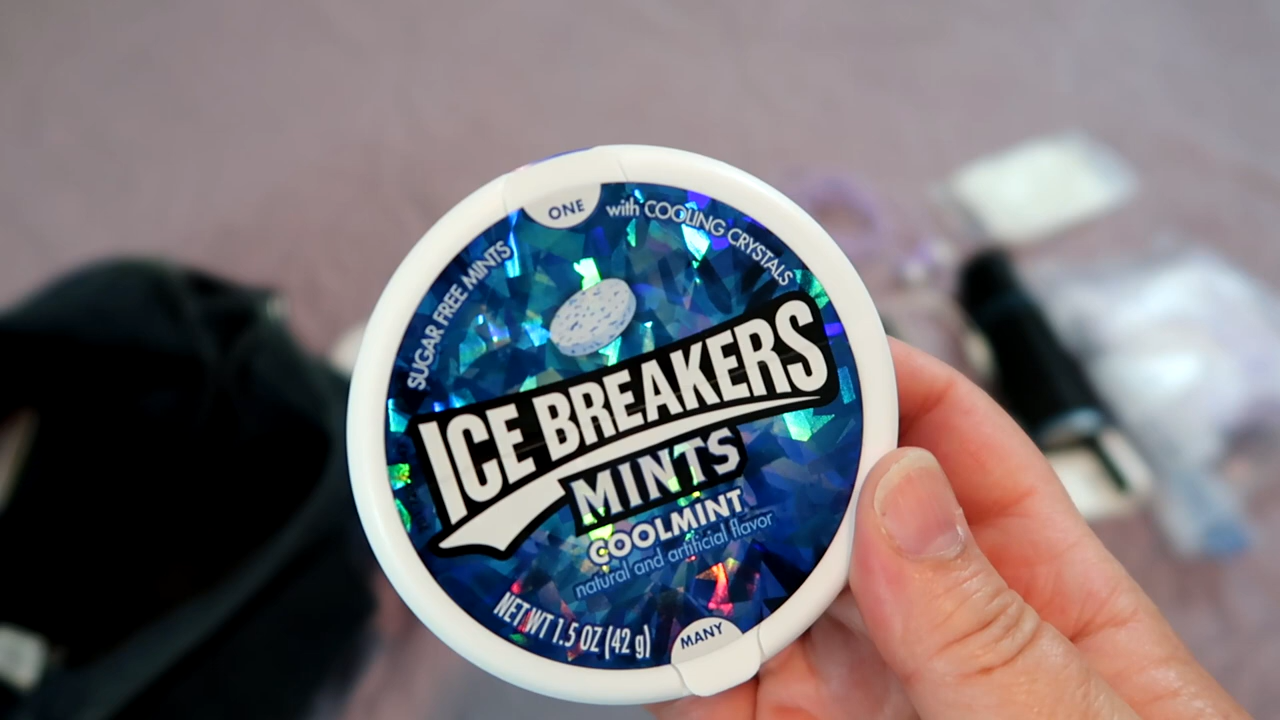 ONE
SUGAR FREE MINTS
with COOLING CRYSTALS
ICE BREAKERS
MINTS
COOLMINT
natural and artificial flavor
NET WT 1.5 OZ (42 g)
MANY